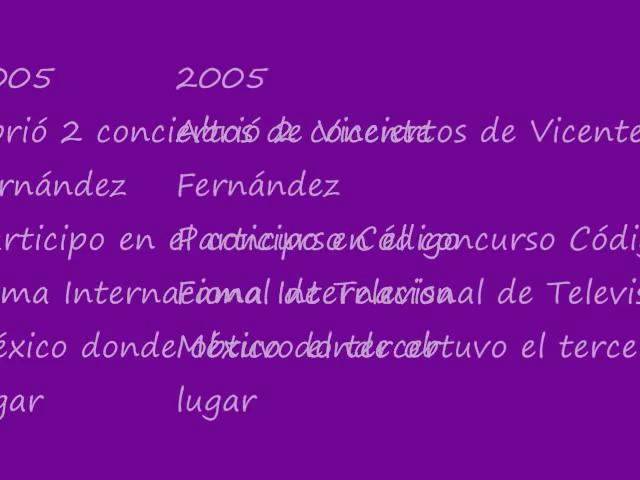 2005
Abrió 2 conciertos de Vicente
Fernández
Participo en el concurso Código
Fama Internacional de Televisa
México donde obtuvo el tercer
lugar